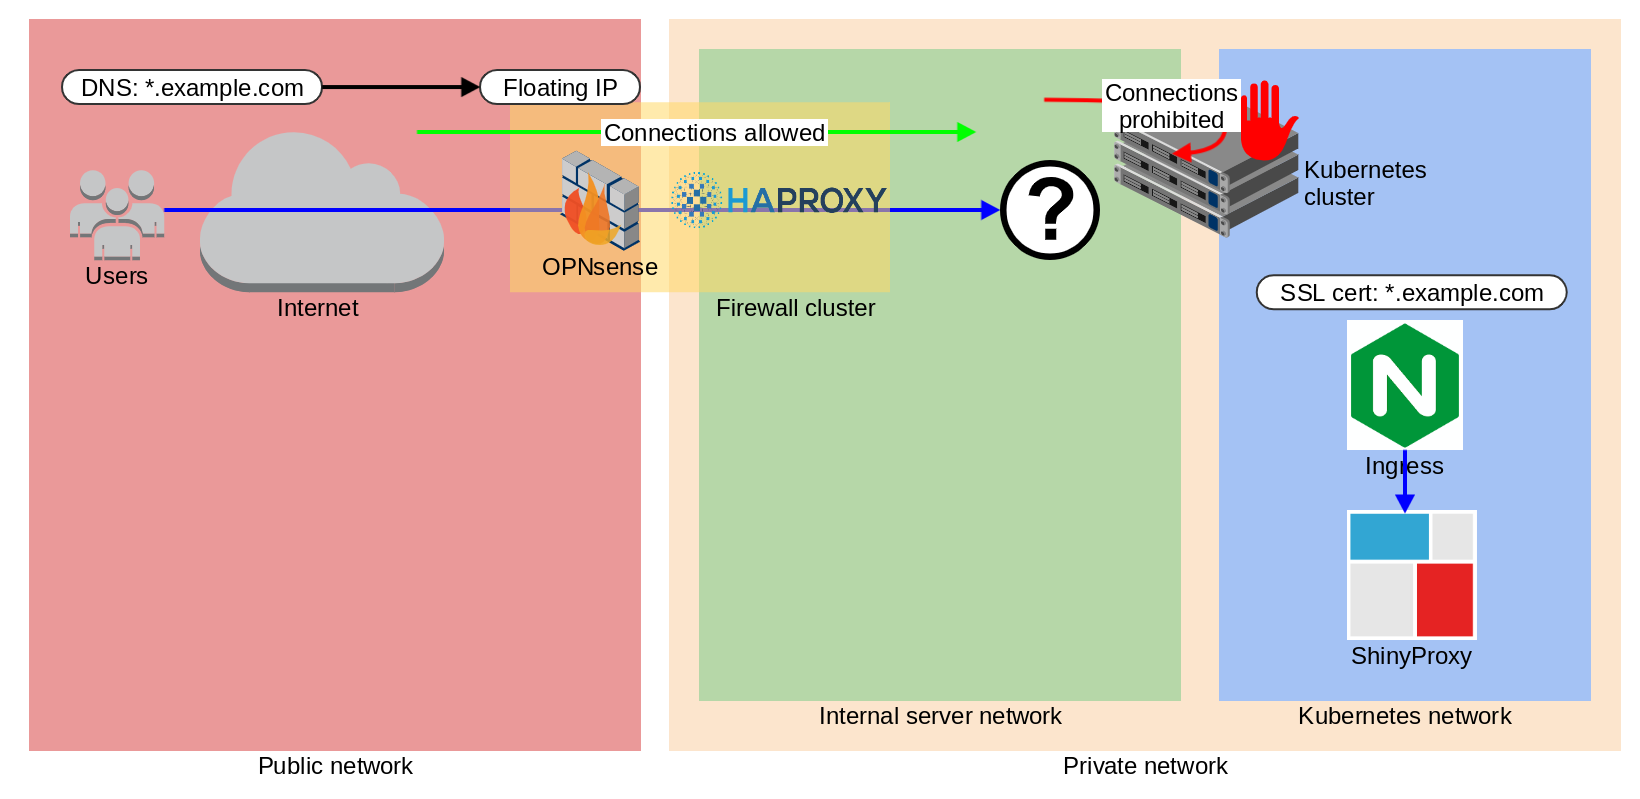 DNS: *.example.com
Floating IP
Connections allowed
Connections
prohibited
Kubernetes
cluster
HAPROXY
?
Users
OPNsense
Internet
Firewall cluster
SSL cert: *.example.com
N
Ingress
ShinyProxy
Internal server network
Kubernetes network
Public network
Private network